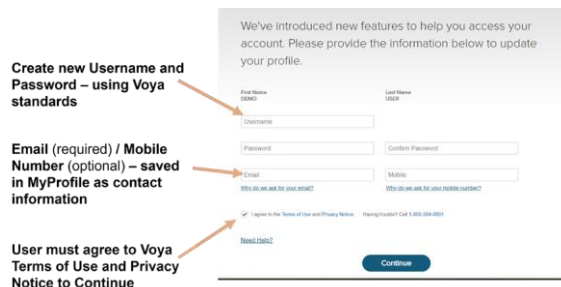 We've introduced new features to help you access your
account. Please provide the information below to update
your profile.
Create new Username and
Password – using Voya
standards
First Name
DEMO
Last Name
USER
Username
Password
Confirm Password
Email (required) / Mobile
Number (optional) – saved
in MyProfile as contact
information
Email
Mobile
Why do we ask for your email?
Why do we ask for your mobile number?
I agree to the Terms of Use and Privacy Notice. Having trouble? Call
User must agree to Voya
Terms of Use and Privacy
Notice to Continue
Need Help?
Continue